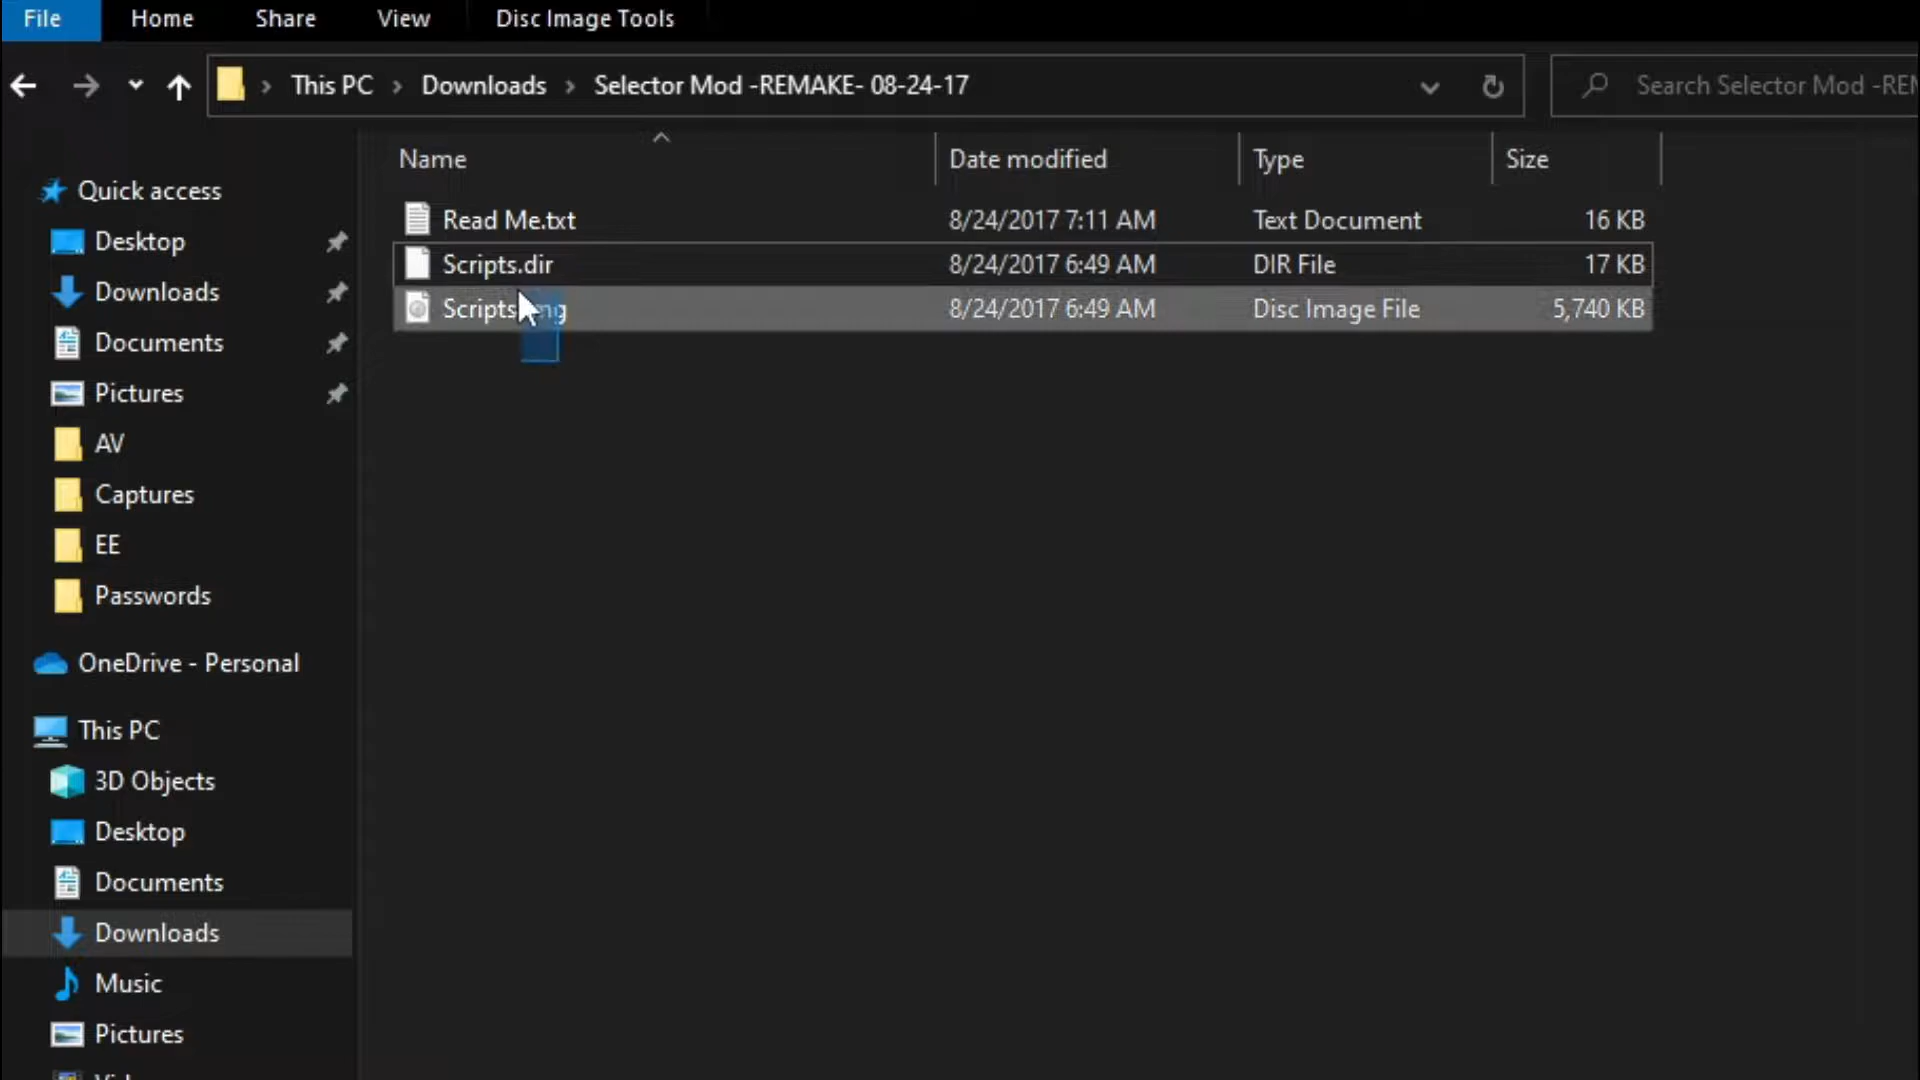 File Home Share View Disc Image Tools
This PC Downloads Selector Mod -REMAKE- 08-24-17 Search Selector Mod -REM
Name Date modified Type Size
Read Me.txt 8/24/2017 7:11 AM Text Document 16 KB
Scripts.dir 8/24/2017 6:49 AM DIR File 17 KB
Scripts 8/24/2017 6:49 AM Disc Image File 5,740 KB
Quick access
Desktop
Downloads
Documents
Pictures
AV
Captures
EE
Passwords
OneDrive - Personal
This PC
3D Objects
Desktop
Documents
Downloads
Music
Pictures